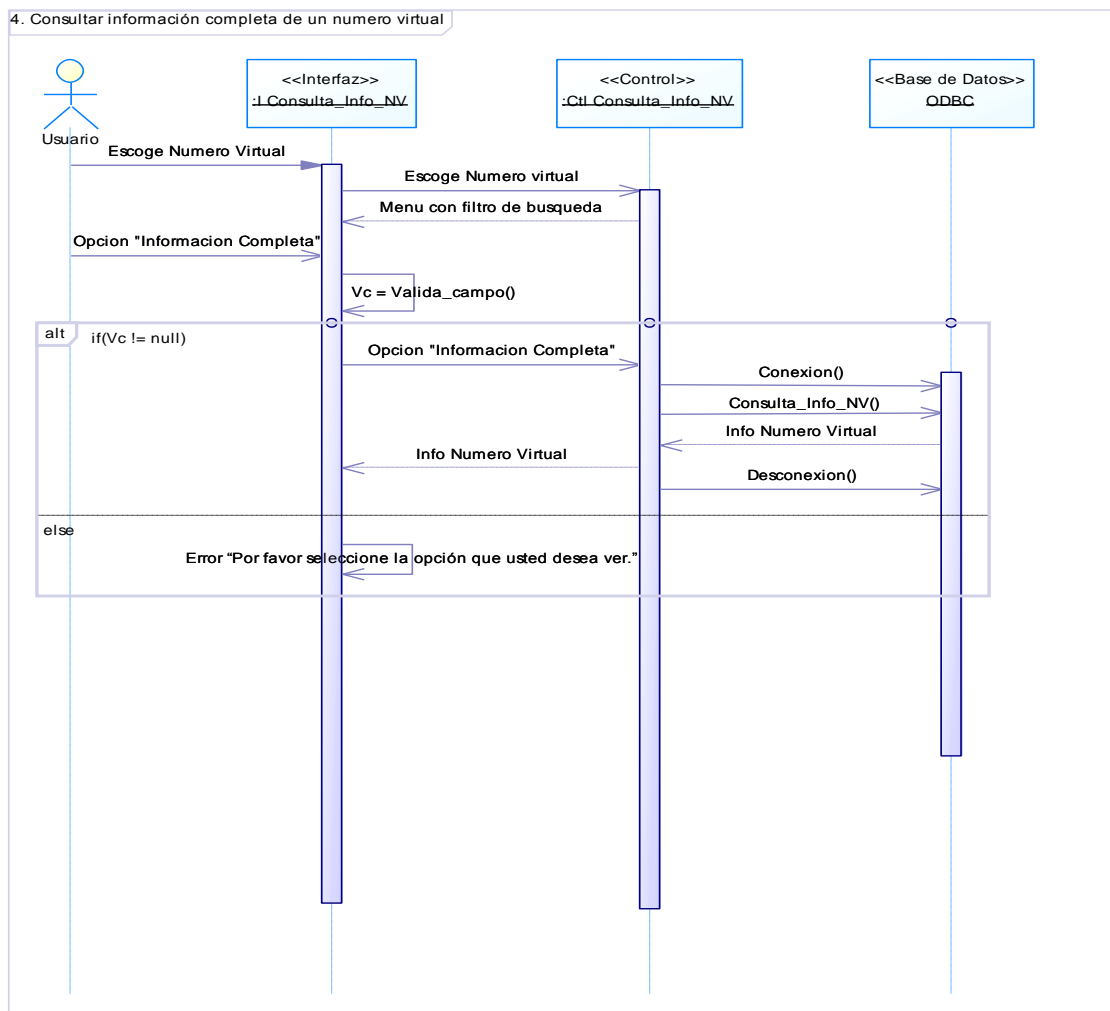 4. Consultar información completa de un numero virtual
<<Interfaz>>
:I Consulta_Info_NV
<<Control>>
:Ctl Consulta_Info_NV
<<Base de Datos>>
ODBC
Usuario
Escoge Numero Virtual
Escoge Numero virtual
Menu con filtro de busqueda
Opcion "Informacion Completa"
Vc = Valida_campo()
alt
if(Vc != null)
Opcion "Informacion Completa"
Conexion()
Consulta_Info_NV()
Info Numero Virtual
Info Numero Virtual
Desconexion()
else
Error “Por favor seleccione la opción que usted desea ver.”